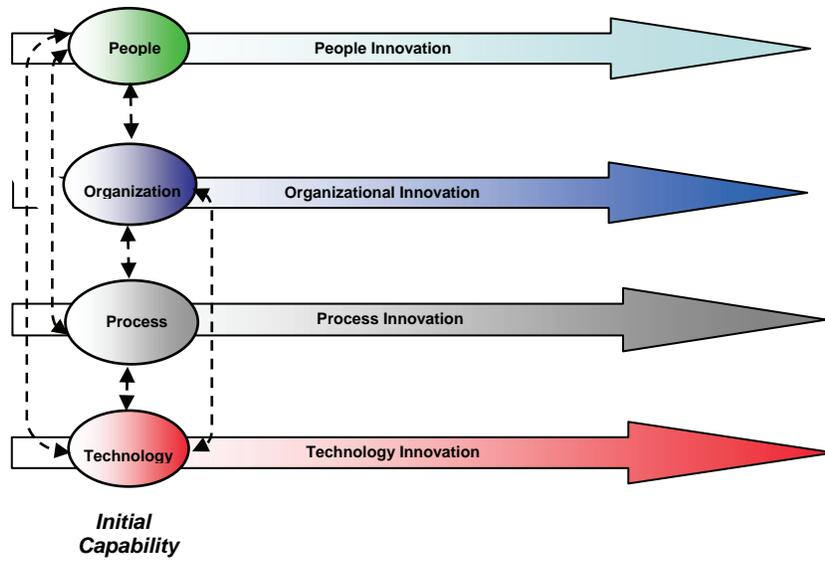 People
People Innovation
Organization
Organizational Innovation
Process
Process Innovation
Technology
Technology Innovation
Initial
Capability